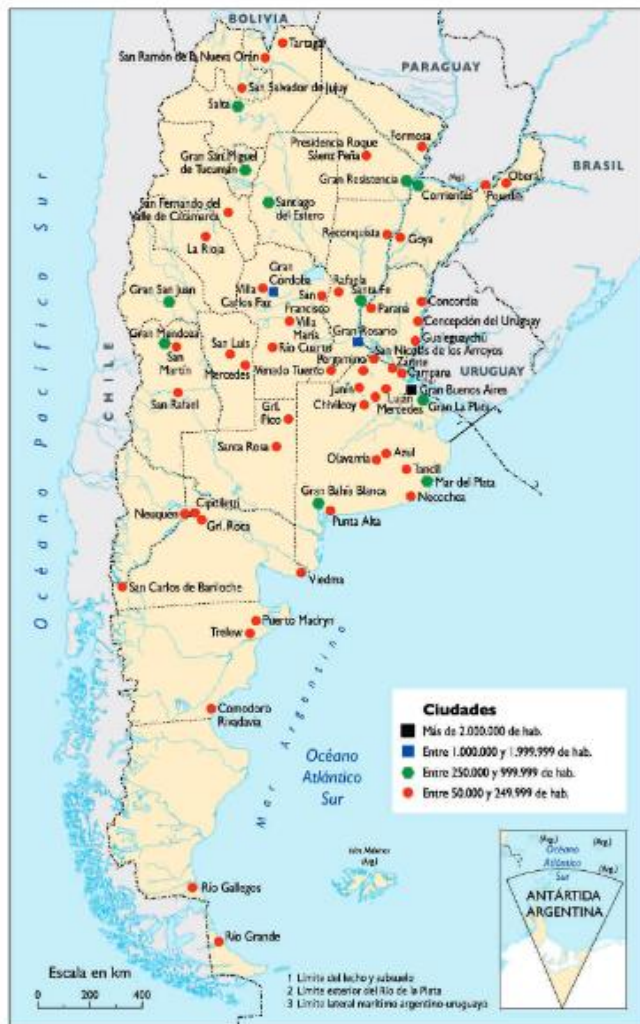 BOLIVIA
Tartagal
San Ramón de la Nueva Orán
PARAGUAY
San Salvador de Jujuy
Salta
Formosa
Presidencia Roque
Sáenz Peña
BRASIL
Gran San Miguel
de Tucumán
Gran Resistencia
(Arg.)
Oberá
Corrientes
Posadas
San Fernando del
Valle de Catamarca
Santiago
del Estero
Reconquista
Goya
La Rioja
Gran
Córdoba
Villa
Carlos Paz
Rafaela
San
Francisco
Santa Fe
Gran San Juan
Paraná
Concordia
Villa
María
Concepción del Uruguay
Gran Mendoza
Gran Rosario
Gualeguaychú
San
Martín
San Luis
Río Cuarto
San Nicolás de los Arroyos
Pergamino
Zárate
URUGUAY
Mercedes
Venado Tuerto
Campana
CHILE
Junín
Luján
Gran Buenos Aires
San Rafael
Chivilcoy
Mercedes
Gran La Plata
Grl.
Pico
Santa Rosa
Azul
Olavarría
Tandil
Gran Bahía Blanca
Mar del Plata
Necochea
Cipolletti
Neuquén
Grl. Roca
Punta Alta
Viedma
San Carlos de Bariloche
Puerto Madryn
Trelew
Comodoro
Rivadavia
Océano Pacífico Sur
Mar Argentino
Océano
Atlántico
Sur
Ciudades
Más de 2.000.000 de hab.
Entre 1.000.000 y 1.999.999 de hab.
Entre 250.000 y 999.999 de hab.
Entre 50.000 y 249.999 de hab.
Islas Malvinas
(Arg.)
(Arg.)
Océano
Atlántico
Sur
(Arg.)
(Arg.)
ANTÁRTIDA
ARGENTINA
Río Gallegos
Río Grande
Escala en km
0 200 400
1 Límite del lecho y subsuelo
2 Límite exterior del Río de la Plata
3 Límite lateral marítimo argentino-uruguayo